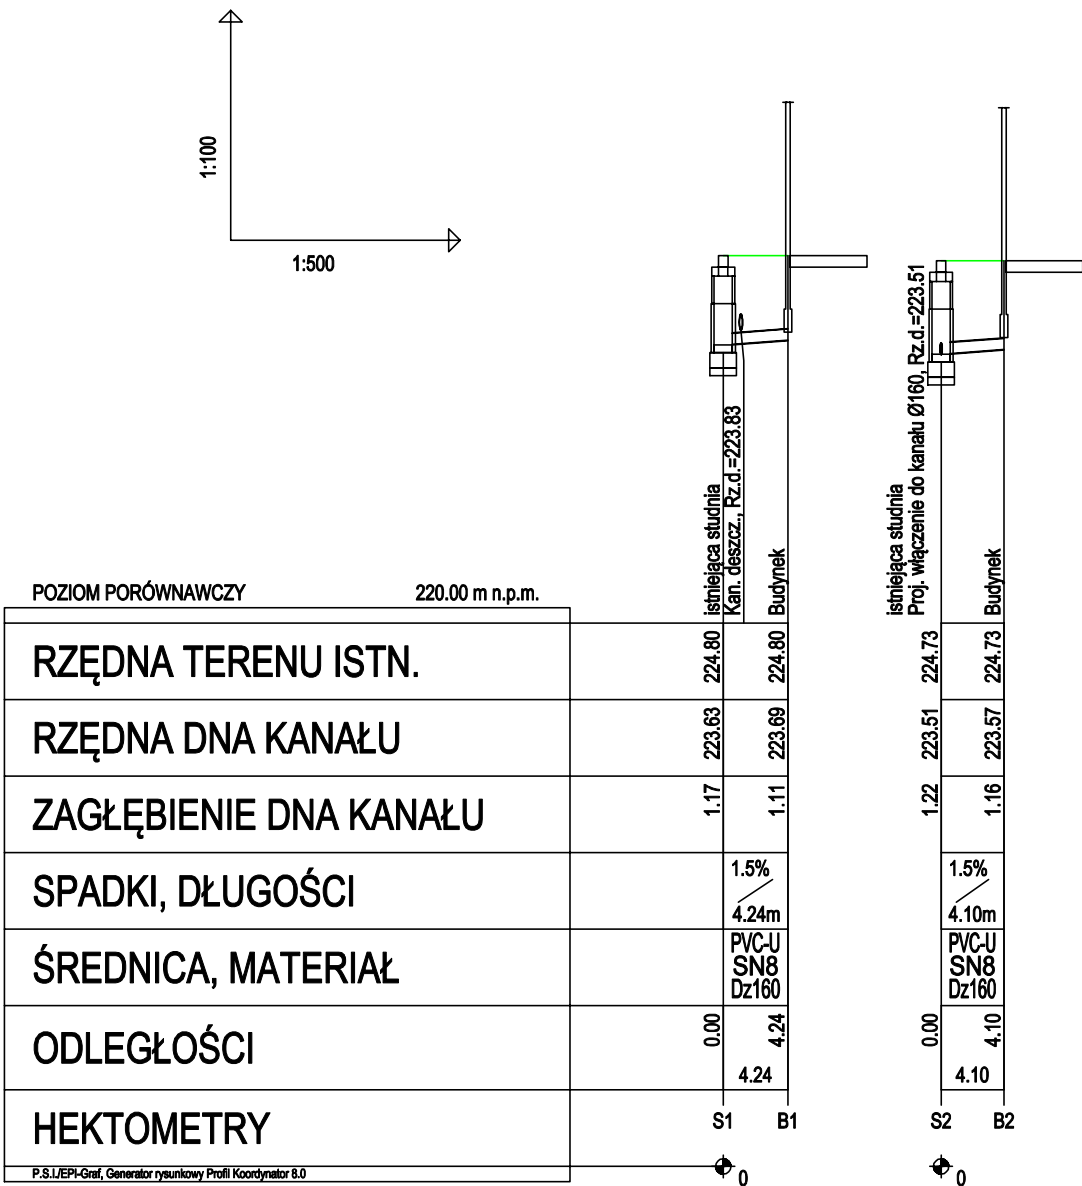 1:100
1:500
istniejąca studnia
Kan. deszcz., Rz.d.=223.83
Budynek
istniejąca studnia
Proj. włączenie do kanału Ø160, Rz.d.=223.51
Budynek
POZIOM PORÓWNAWCZY 220.00 m n.p.m.
RZĘDNA TERENU ISTN. 224.80 224.80 224.73 224.73
RZĘDNA DNA KANAŁU 223.63 223.69 223.51 223.57
ZAGŁĘBIENIE DNA KANAŁU 1.17 1.11 1.22 1.16
SPADKI, DŁUGOŚCI
1.5% 1.5%
4.24m 4.10m
ŚREDNICA, MATERIAŁ
PVC-U PVC-U
SN8 SN8
Dz160 Dz160
ODLEGŁOŚCI
0.00 4.24 0.00 4.10
4.24 4.10
HEKTOMETRY
S1 B1 S2 B2
P.S.I./EPI-Graf, Generator rysunkowy Profil Koordynator 8.0
0 0